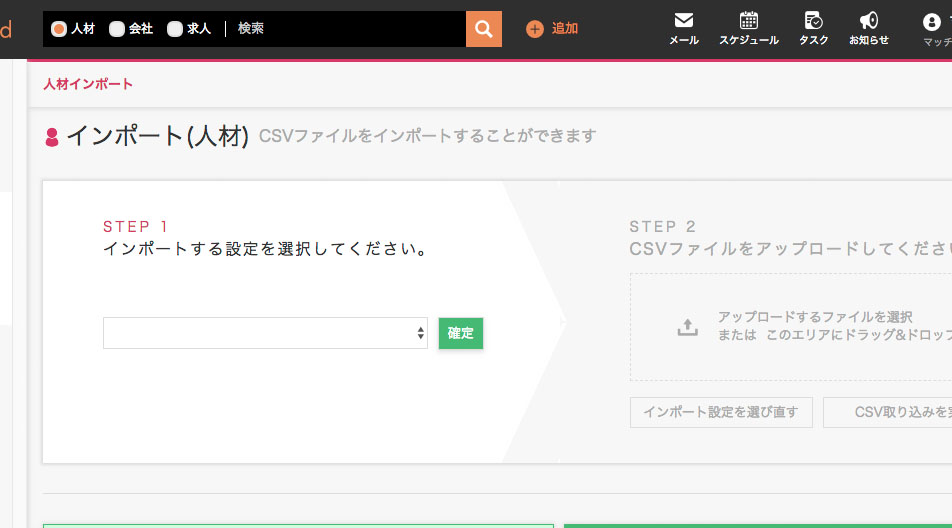 d
人材 会社 求人 検索
追加
メール スケジュール タスク お知らせ マッチ
人材インポート
インポート(人材) CSVファイルをインポートすることができます
STEP 1
インポートする設定を選択してください。
確定
STEP 2
CSVファイルをアップロードしてくださ
アップロードするファイルを選択
または このエリアにドラッグ&ドロッ
インポート設定を選び直す
CSV取り込みを